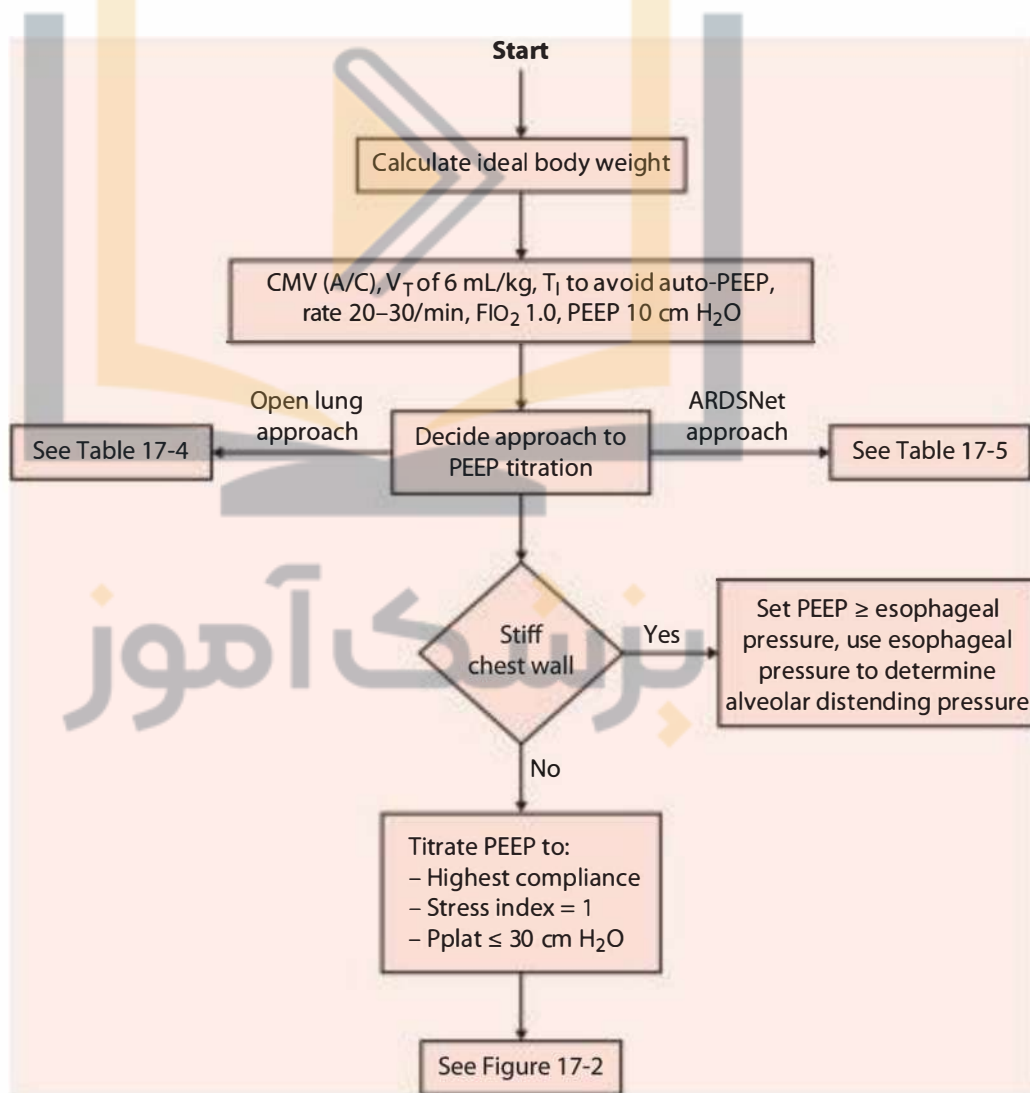 Start
Calculate ideal body weight
CMV (A/C), V_T of 6 mL/kg, T_I to avoid auto-PEEP,
rate 20–30/min, FIO₂ 1.0, PEEP 10 cm H₂O
Open lung
approach
ARDSNet
approach
See Table 17-4
Decide approach to
PEEP titration
See Table 17-5
Stiff
chest wall
Yes
Set PEEP ≥ esophageal
pressure, use esophageal
pressure to determine
alveolar distending pressure
پزشک آموز
No
Titrate PEEP to:
– Highest compliance
– Stress index = 1
– Pplat ≤ 30 cm H₂O
See Figure 17-2